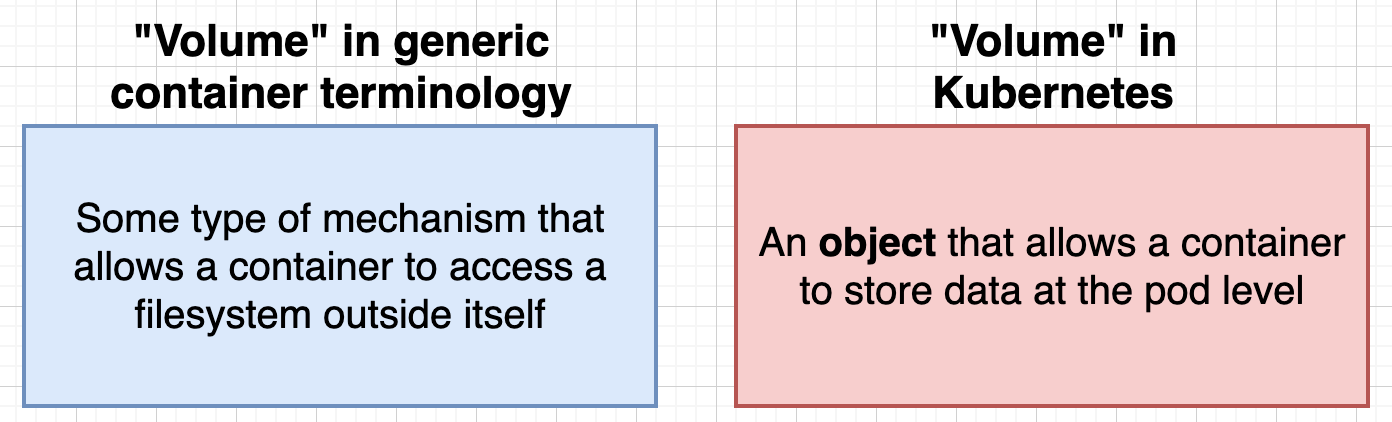 "Volume" in generic
container terminology
Some type of mechanism that
allows a container to access a
filesystem outside itself
"Volume" in
Kubernetes
An object that allows a container
to store data at the pod level